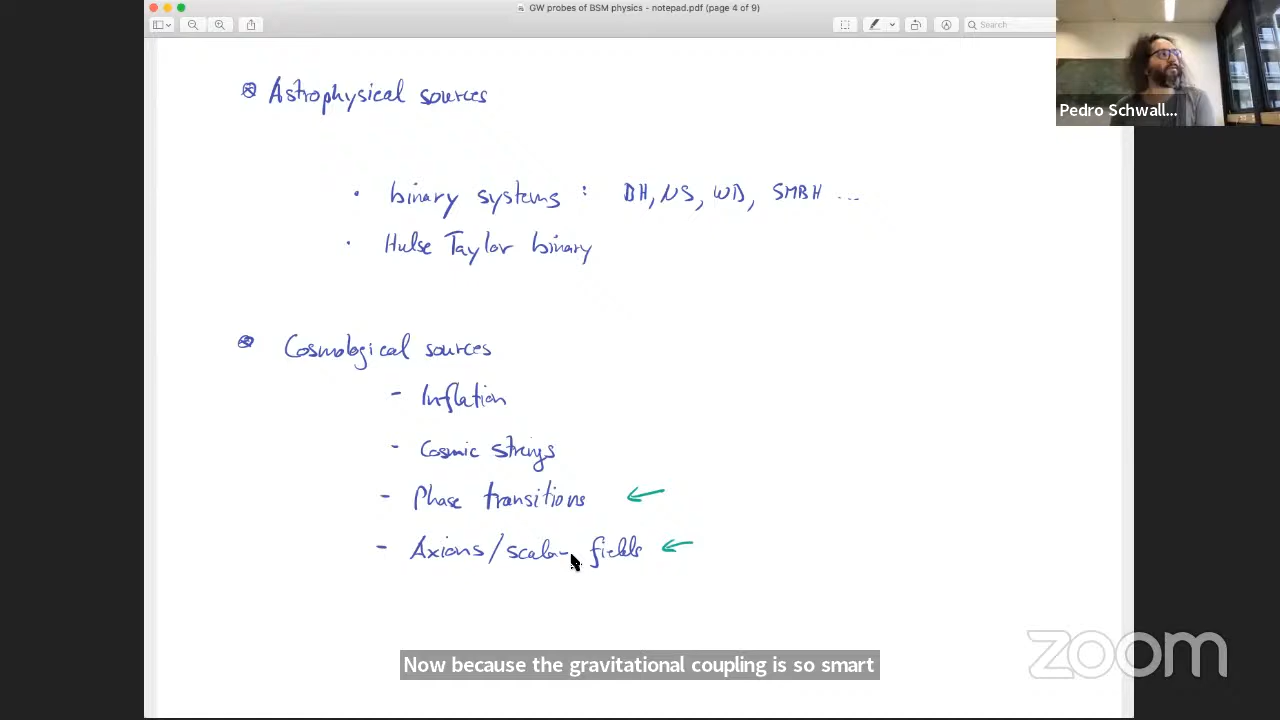 GW probes of BSM physics - notepad.pdf (page 4 of 9)
Search
Pedro Schwall...
⊗ Astrophysical sources
· binary systems : BH, NS, WD, SMBH ...
· Hulse Taylor binary
⊗ Cosmological sources
- Inflation
- Cosmic strings
- Phase transitions ←
- Axions/scalar fields ←
Now because the gravitational coupling is so smart
zoom